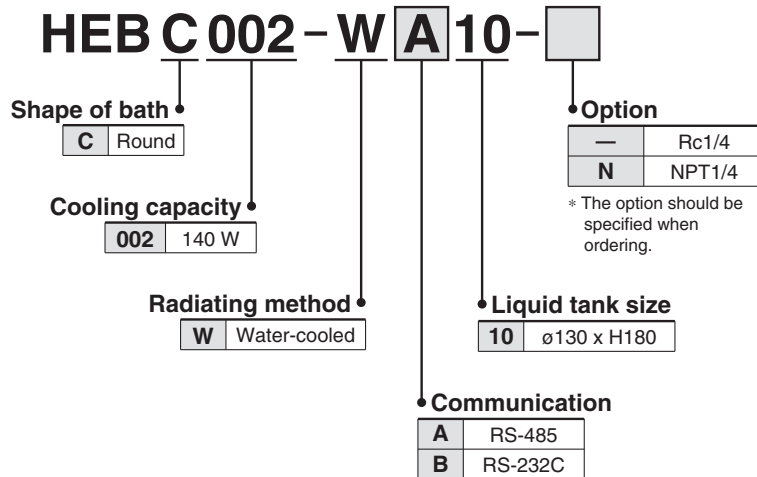 HEB C 002 - W A 10 -
Shape of bath
C Round
Cooling capacity
002 140 W
Radiating method
W Water-cooled
Communication
A RS-485
B RS-232C
Liquid tank size
10 ø130 x H180
Option
— Rc1/4
N NPT1/4
* The option should be
specified when
ordering.